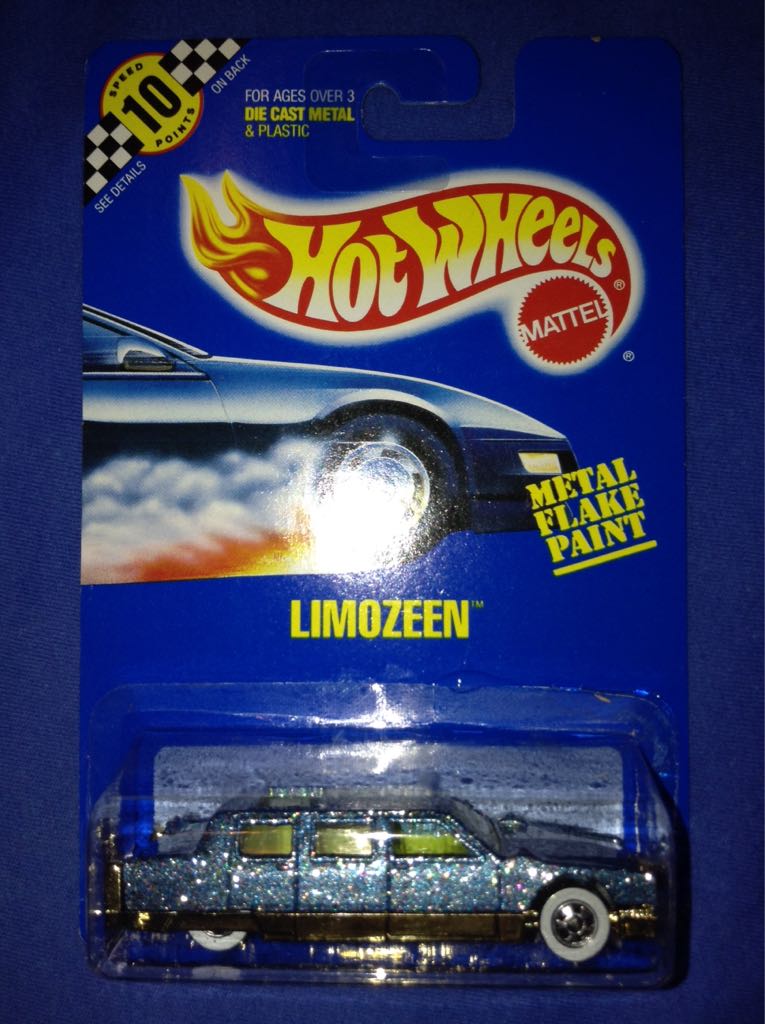 SPEED
10
POINTS
ON BACK
SEE DETAILS
FOR AGES OVER 3
DIE CAST METAL
& PLASTIC
HOT WHEELS®
MATTEL
®
METAL
FLAKE
PAINT
LIMOZEEN™